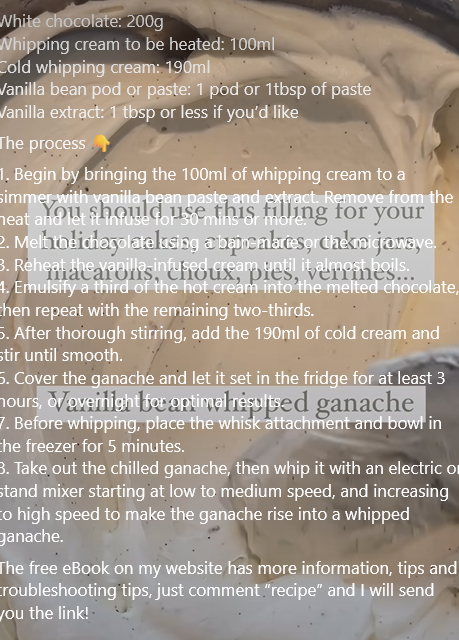 White chocolate: 200g
Whipping cream to be heated: 100ml
Cold whipping cream: 190ml
Vanilla bean pod or paste: 1 pod or 1tbsp of paste
Vanilla extract: 1 tbsp or less if you’d like
The process 👇
1. Begin by bringing the 100ml of whipping cream to a
simmer with vanilla bean paste and extract. Remove from the
heat and let it infuse for 30 mins or more.
You should use this filling for your
holiday cakes, cupcakes, cake jars,
macarons, choux, pies, verrines...
2. Melt the chocolate using a bain-marie or the microwave.
3. Reheat the vanilla-infused cream until it almost boils.
4. Emulsify a third of the hot cream into the melted chocolate,
then repeat with the remaining two-thirds.
5. After thorough stirring, add the 190ml of cold cream and
stir until smooth.
6. Cover the ganache and let it set in the fridge for at least 3
hours, or overnight for optimal results.
Vanilla bean whipped ganache
7. Before whipping, place the whisk attachment and bowl in
the freezer for 5 minutes.
8. Take out the chilled ganache, then whip it with an electric or
stand mixer starting at low to medium speed, and increasing
to high speed to make the ganache rise into a whipped
ganache.
The free eBook on my website has more information, tips and
troubleshooting tips, just comment “recipe” and I will send
you the link!